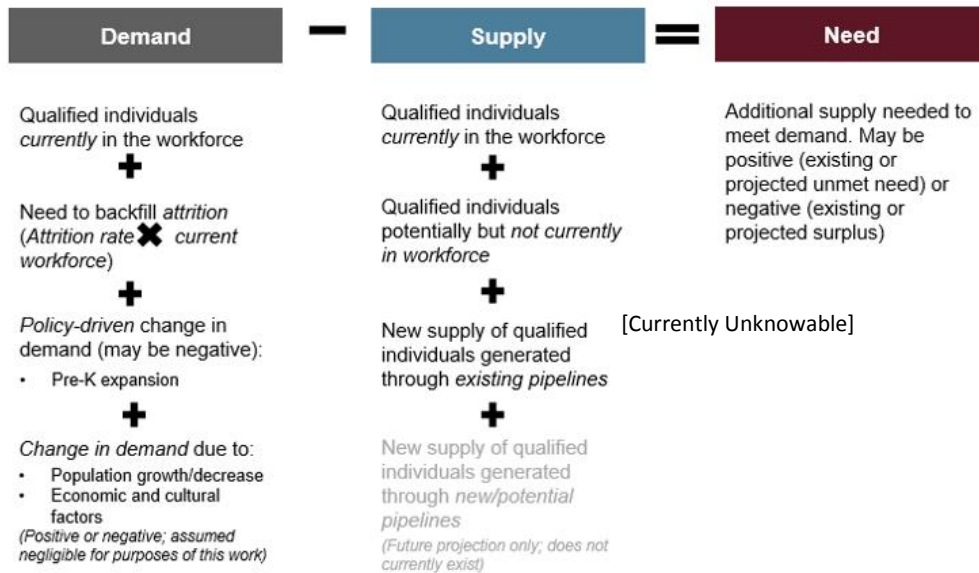 Demand
Supply
Need
Qualified individuals
currently in the workforce
Need to backfill attrition
(Attrition rate ✖ current
workforce)
Policy-driven change in
demand (may be negative):
• Pre-K expansion
Change in demand due to:
• Population growth/decrease
• Economic and cultural
factors
(Positive or negative; assumed
negligible for purposes of this work)
Qualified individuals
currently in the workforce
Qualified individuals
potentially but not currently
in workforce
New supply of qualified
individuals generated
through existing pipelines
[Currently Unknowable]
New supply of qualified
individuals generated
through new/potential
pipelines
(Future projection only; does not
currently exist)
Additional supply needed to
meet demand. May be
positive (existing or
projected unmet need) or
negative (existing or
projected surplus)